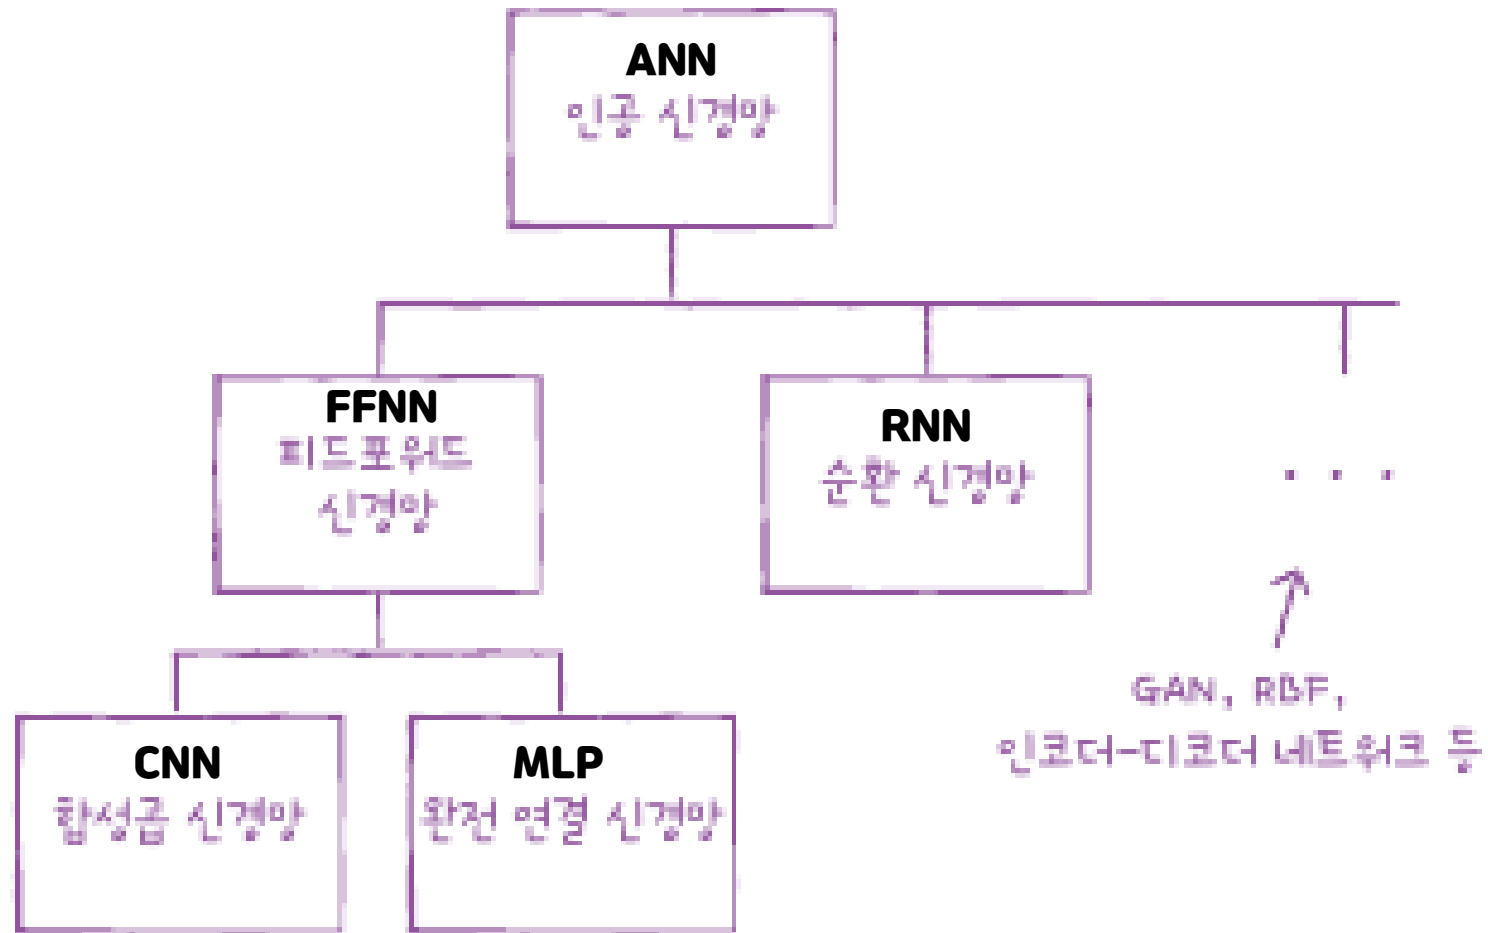 ANN
인공 신경망
FFNN
피드포워드
신경망
RNN
순환 신경망
. . .
GAN, RBF,
인코더-디코더 네트워크 등
CNN
합성곱 신경망
MLP
완전 연결 신경망